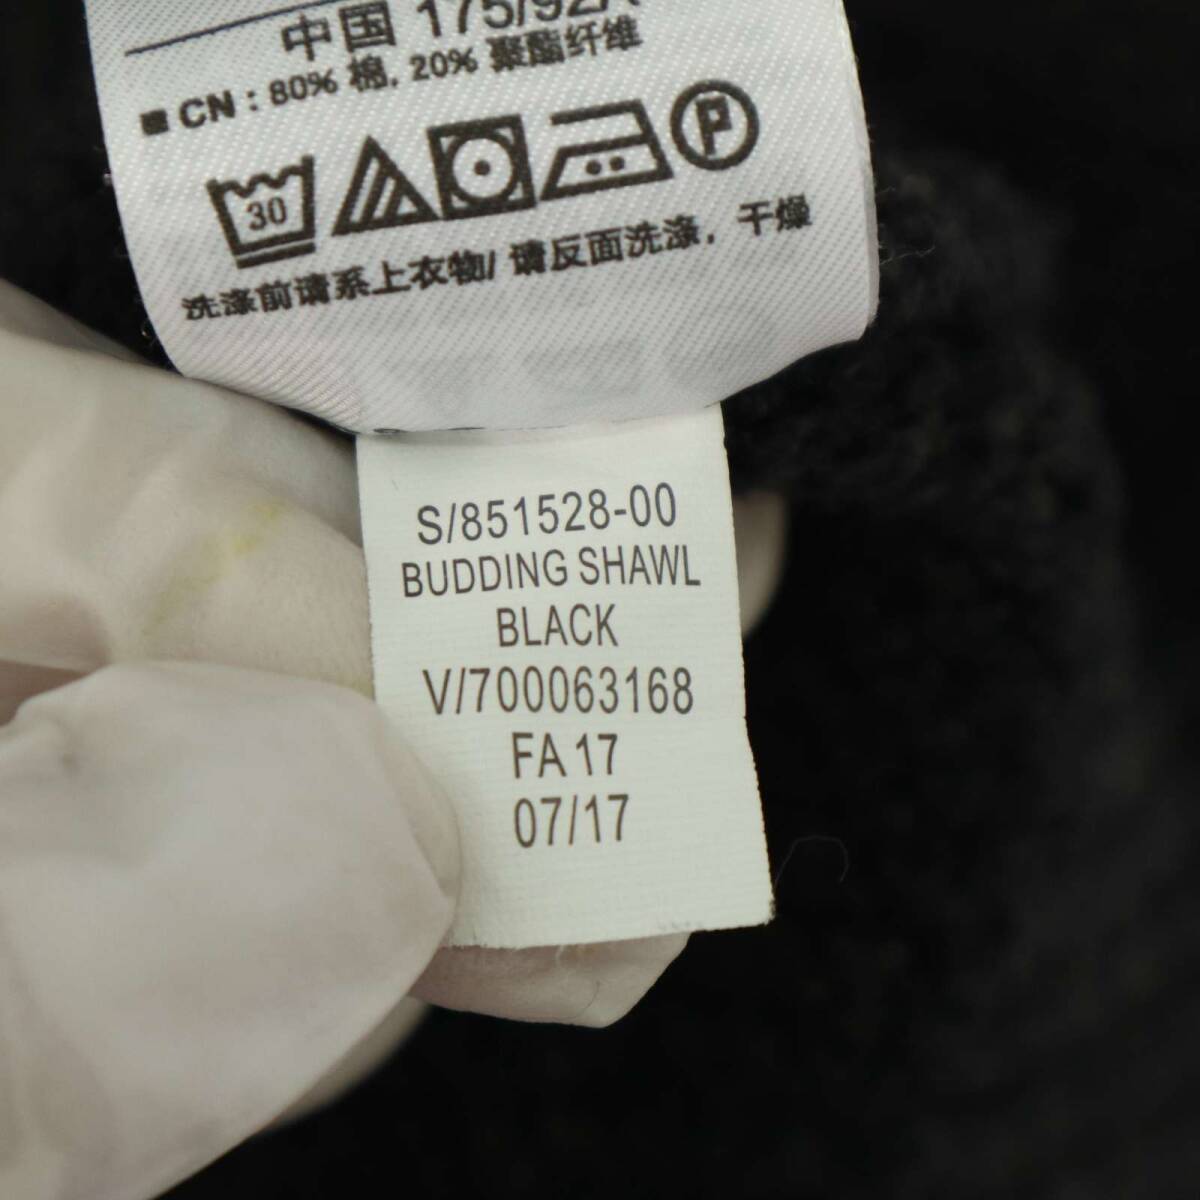 中国 175/92A
■ CN : 80% 棉, 20% 聚酯纤维
30 P
洗涤前请系上衣物/ 请反面洗涤, 干燥
S/851528-00
BUDDING SHAWL
BLACK
V/700063168
FA 17
07/17